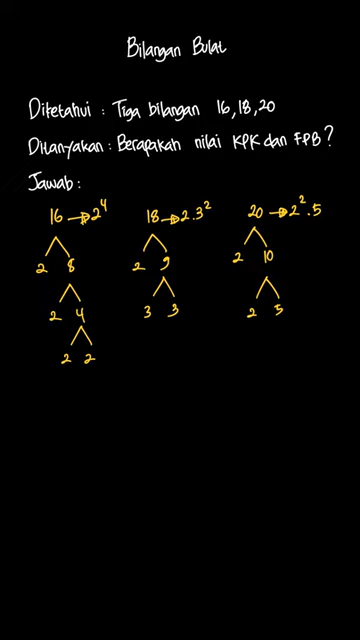 Bilangan Bulat
Diketahui : Tiga bilangan 16, 18, 20
Ditanyakan : Berapakah nilai KPK dan FPB ?
Jawab :
16 → 2⁴ 18 → 2.3² 20 → 2².5
2 8 2 9 2 10
2 4 3 3 2 5
2 2